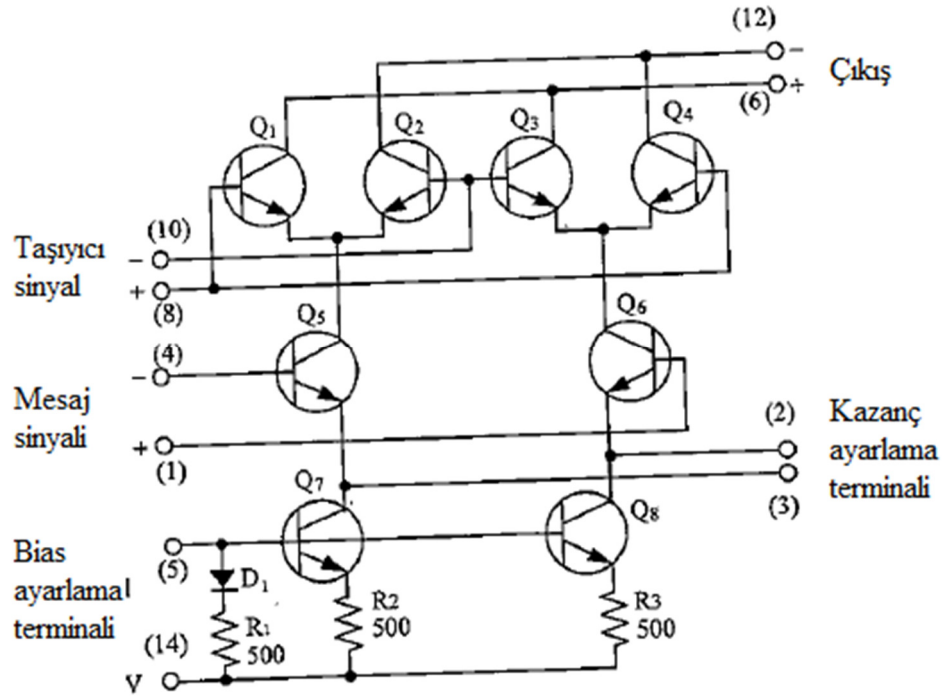 (12)
−
Çıkış
+
(6)
Q1
Q2
Q3
Q4
(10)
Taşıyıcı
sinyal
−
+
(8)
Q5
Q6
(4)
−
Mesaj
sinyali
+
(1)
(2)
Kazanç
ayarlama
terminali
(3)
Q7
Q8
Bias
ayarlama
terminali
(5)
D1
R1
500
R2
500
R3
500
(14)
V